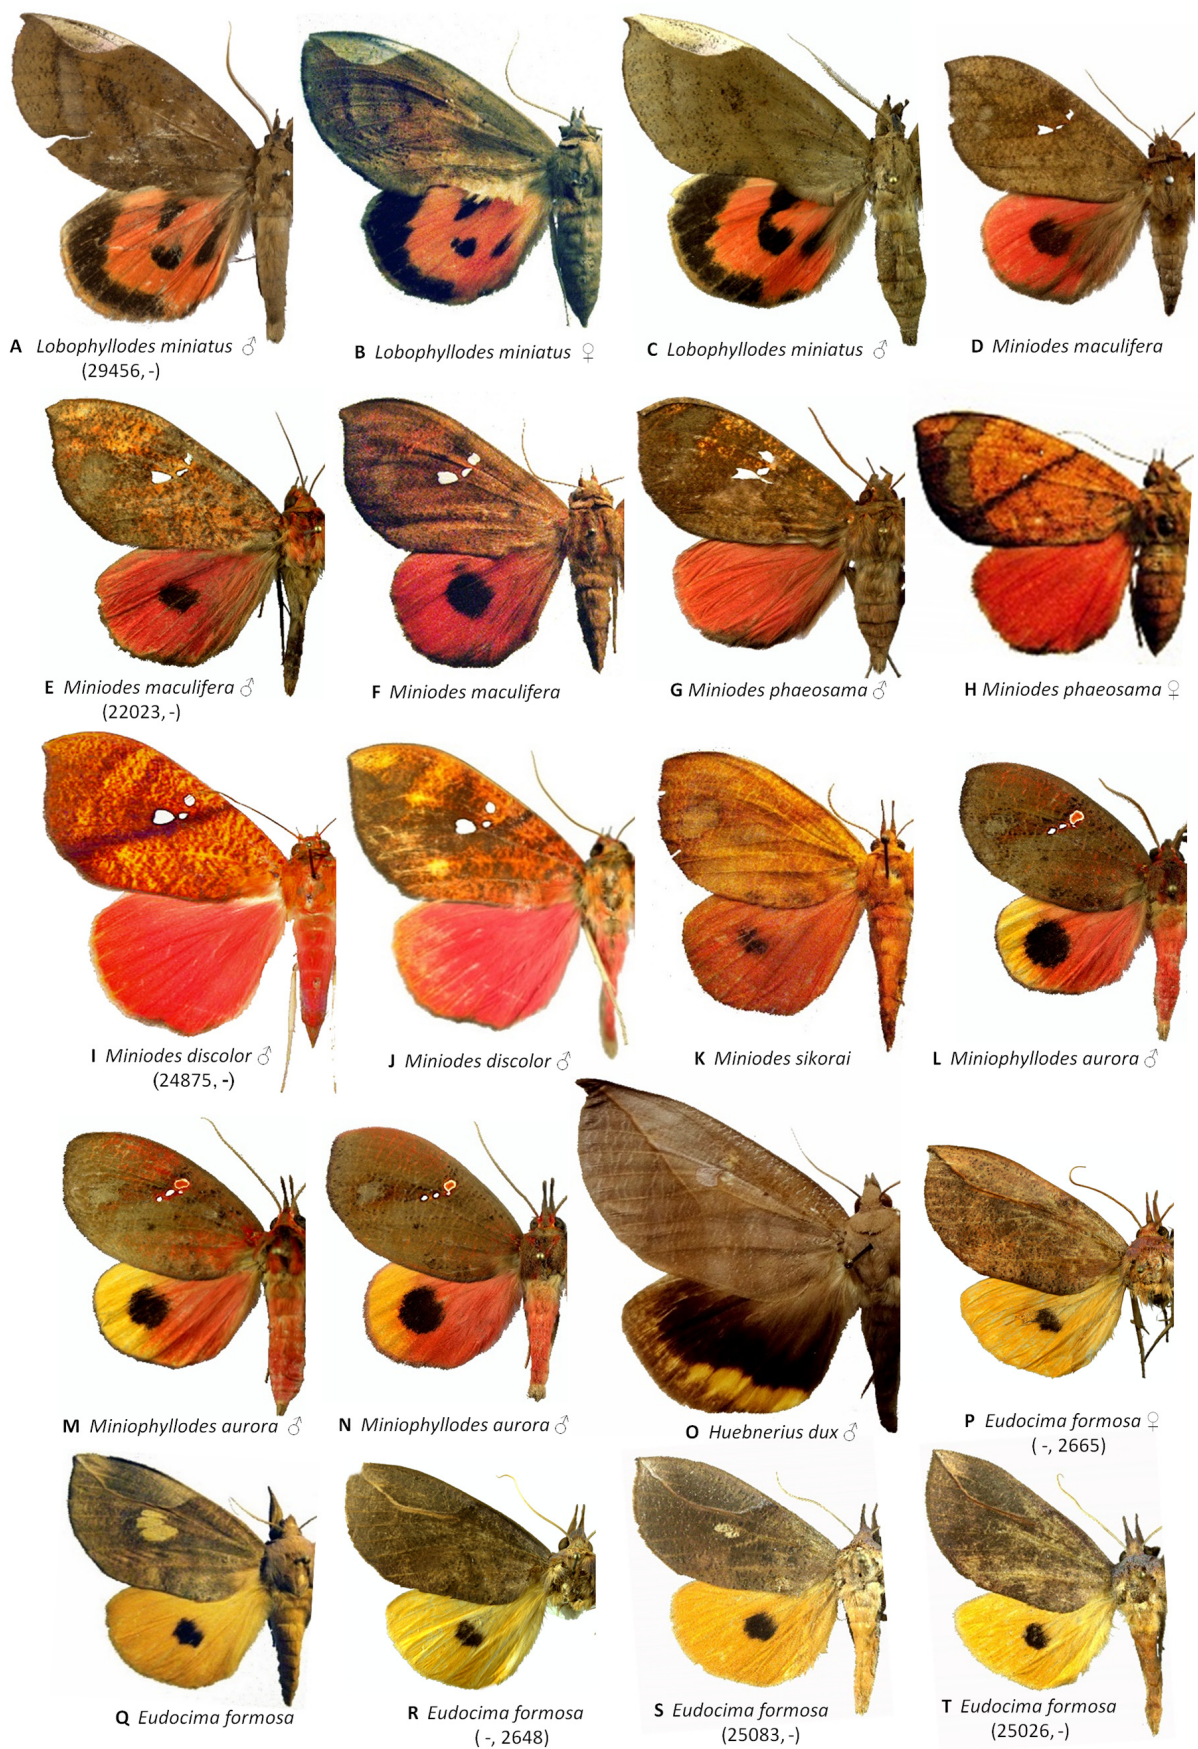 A Lobophyllodes miniatus ♂
(29456, -)
B Lobophyllodes miniatus ♀
C Lobophyllodes miniatus ♂
D Miniodes maculifera
E Miniodes maculifera ♂
(22023, -)
F Miniodes maculifera
G Miniodes phaeosama ♂
H Miniodes phaeosama ♀
I Miniodes discolor ♂
(24875, -)
J Miniodes discolor ♂
K Miniodes sikorai
L Miniophyllodes aurora ♂
M Miniophyllodes aurora ♂
N Miniophyllodes aurora ♂
O Huebnerius dux ♂
P Eudocima formosa ♀
( -, 2665)
Q Eudocima formosa
R Eudocima formosa
( -, 2648)
S Eudocima formosa
(25083, -)
T Eudocima formosa
(25026, -)